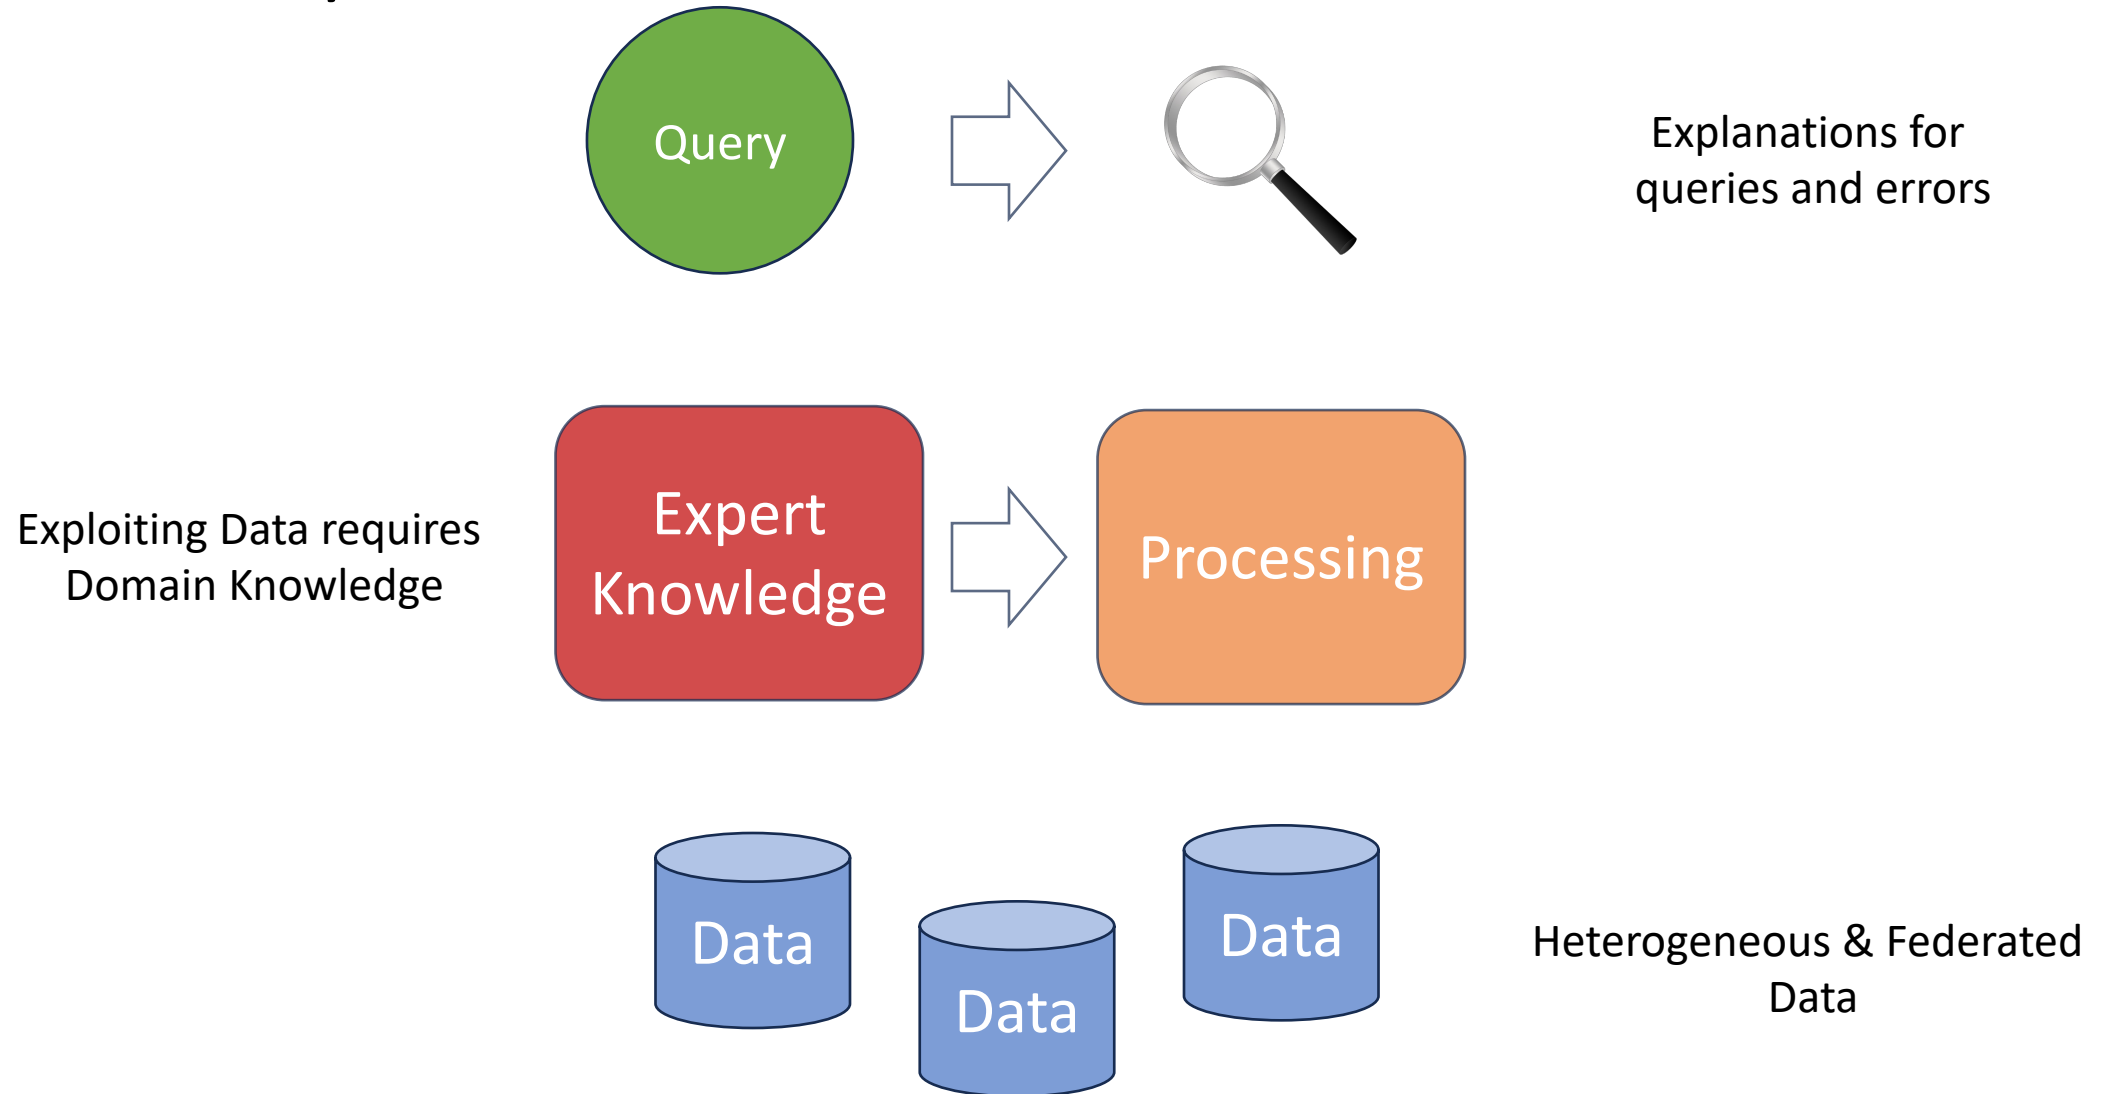 Query
Explanations for
queries and errors
Exploiting Data requires
Domain Knowledge
Expert
Knowledge
Processing
Data
Data
Data
Heterogeneous & Federated
Data